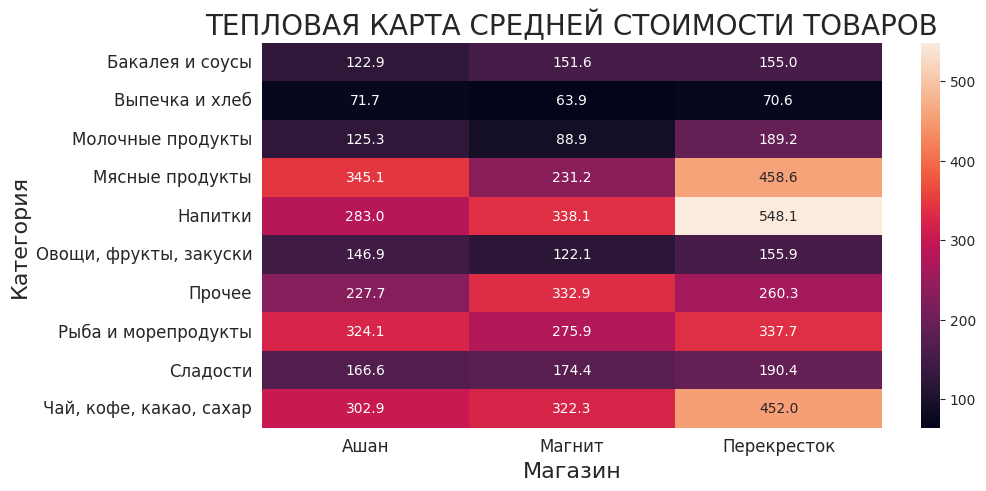 ТЕПЛОВАЯ КАРТА СРЕДНЕЙ СТОИМОСТИ ТОВАРОВ
Категория
Бакалея и соусы 122.9 151.6 155.0
Выпечка и хлеб 71.7 63.9 70.6
Молочные продукты 125.3 88.9 189.2
Мясные продукты 345.1 231.2 458.6
Напитки 283.0 338.1 548.1
Овощи, фрукты, закуски 146.9 122.1 155.9
Прочее 227.7 332.9 260.3
Рыба и морепродукты 324.1 275.9 337.7
Сладости 166.6 174.4 190.4
Чай, кофе, какао, сахар 302.9 322.3 452.0
Ашан Магнит Перекресток
Магазин
500
400
300
200
100